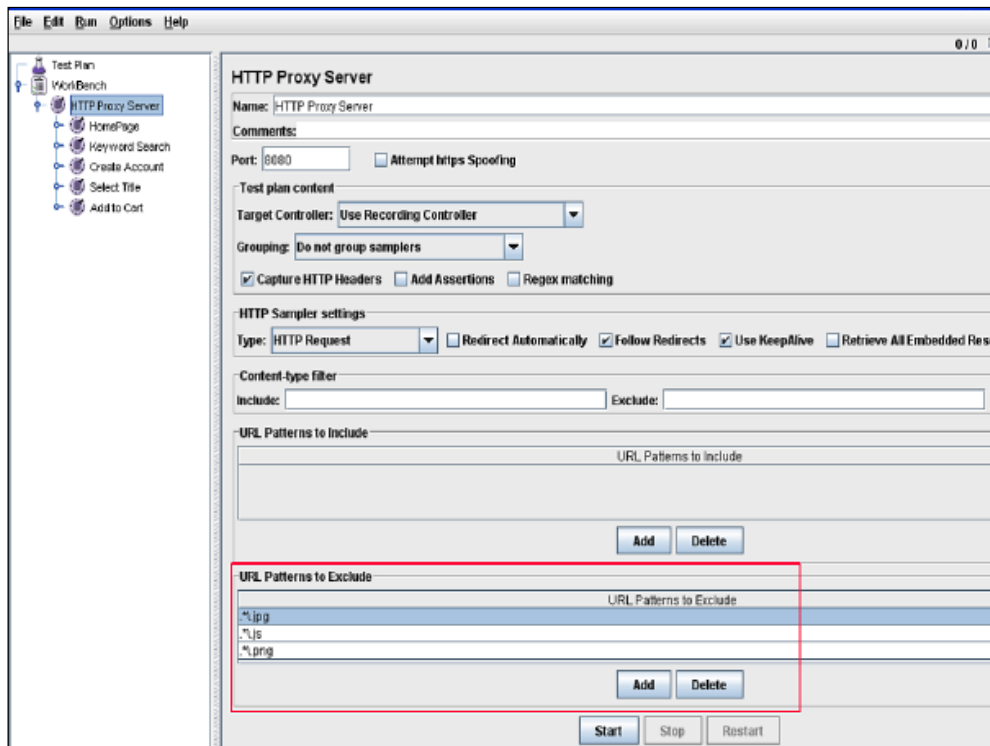 File Edit Run Options Help
0 / 0
Test Plan
WorkBench
HTTP Proxy Server
HomePage
Keyword Search
Create Account
Select Title
Add to Cart
HTTP Proxy Server
Name: HTTP Proxy Server
Comments:
Port: 8080 Attempt https Spoofing
Test plan content
Target Controller: Use Recording Controller
Grouping: Do not group samplers
Capture HTTP Headers Add Assertions Regex matching
HTTP Sampler settings
Type: HTTP Request Redirect Automatically Follow Redirects Use KeepAlive Retrieve All Embedded Res
Content-type filter
Include: Exclude:
URL Patterns to Include
URL Patterns to Include
Add Delete
URL Patterns to Exclude
URL Patterns to Exclude
.*\.jpg
.*\.js
.*\.png
Add Delete
Start Stop Restart